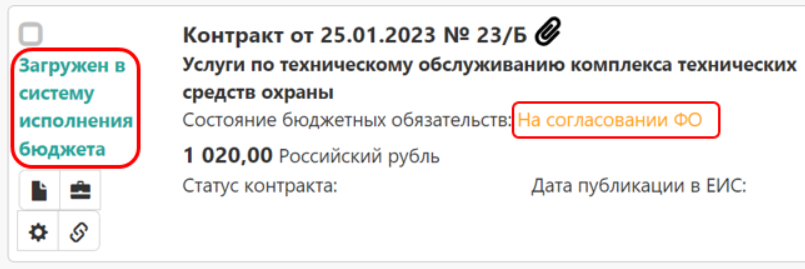 Контракт от 25.01.2023 № 23/Б
Загружен в
систему
исполнения
бюджета
Услуги по техническому обслуживанию комплекса технических
средств охраны
Состояние бюджетных обязательств: На согласовании ФО
1 020,00 Российский рубль
Статус контракта: Дата публикации в ЕИС: